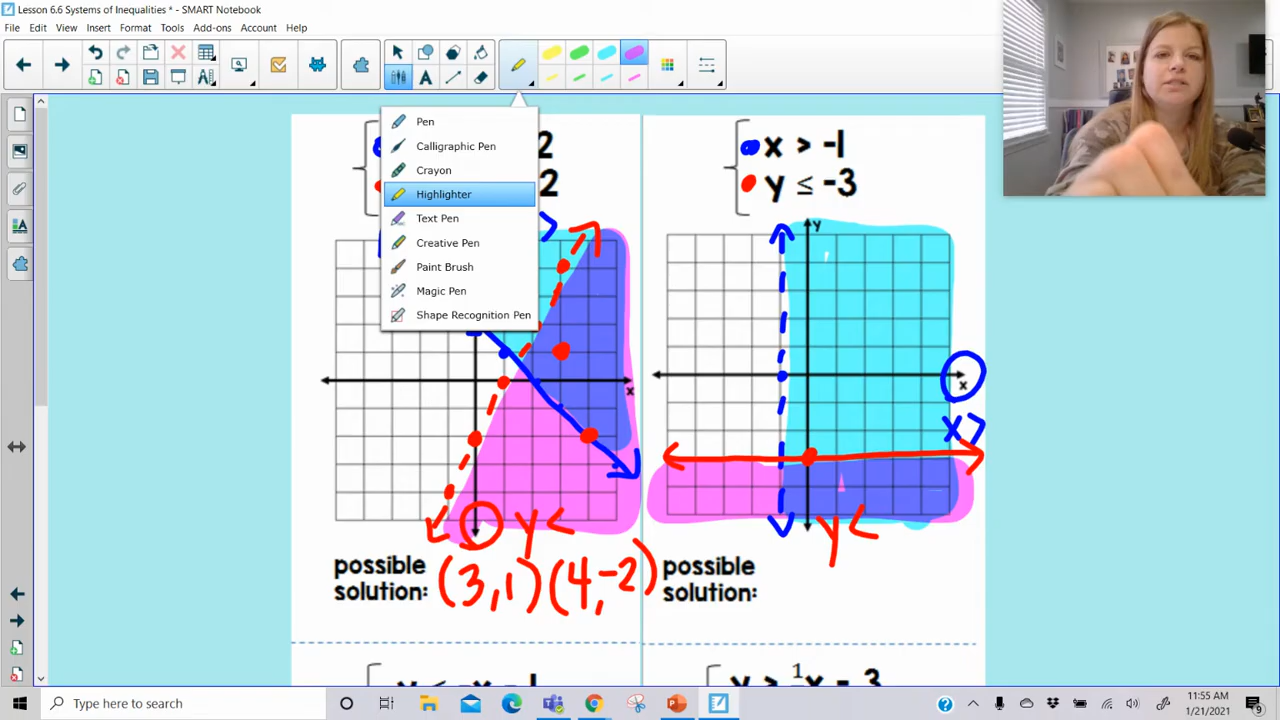 Lesson 6.6 Systems of Inequalities * - SMART Notebook
File Edit View Insert Format Tools Add-ons Account Help
Pen
Calligraphic Pen
Crayon
Highlighter
Text Pen
Creative Pen
Paint Brush
Magic Pen
Shape Recognition Pen
2
2
x
y <
possible
solution: (3,1) (4,-2)
x > -1
y ≤ -3
y
x
x >
y <
possible
solution:
Type here to search
11:55 AM
1/21/2021
9